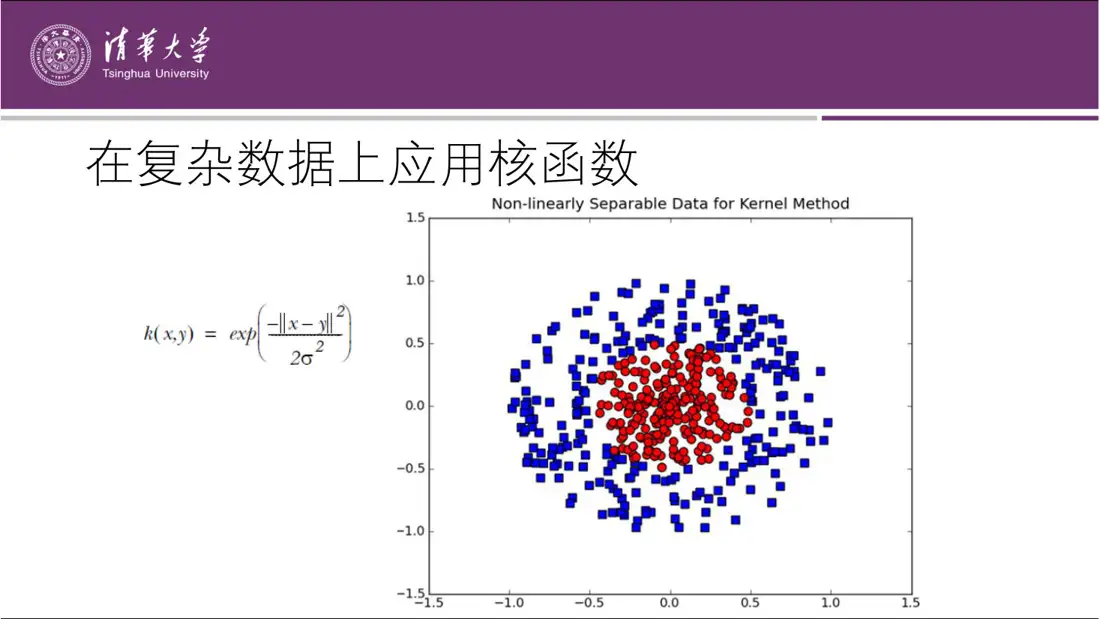 清华大学
Tsinghua University
在复杂数据上应用核函数
Non-linearly Separable Data for Kernel Method
k(x,y) = exp(-||x-y||²/2σ²)
1.5
1.0
0.5
0.0
−0.5
−1.0
−1.5
−1.5 −1.0 −0.5 0.0 0.5 1.0 1.5